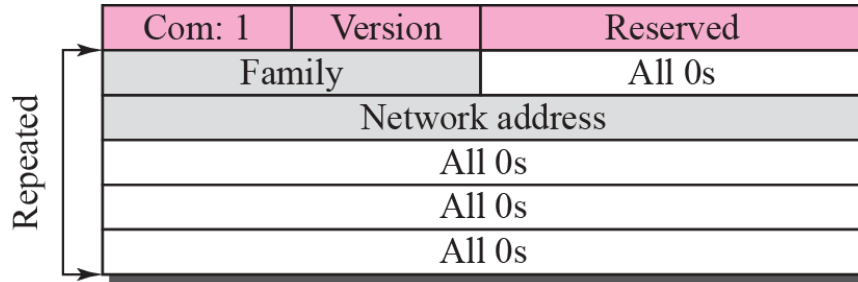 Com: 1 Version Reserved
Family All 0s
Network address
All 0s
All 0s
All 0s
Repeated